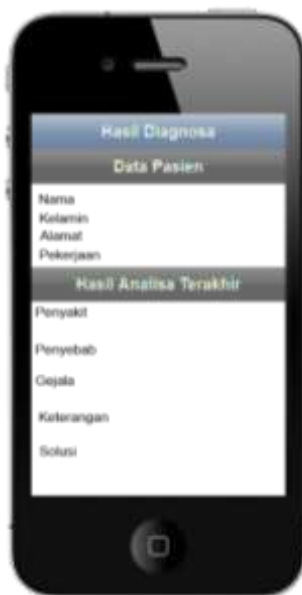 Hasil Diagnosa
Data Pasien
Nama
Kelamin
Alamat
Pekerjaan
Hasil Analisa Terakhir
Penyakit
Penyebab
Gejala
Keterangan
Solusi